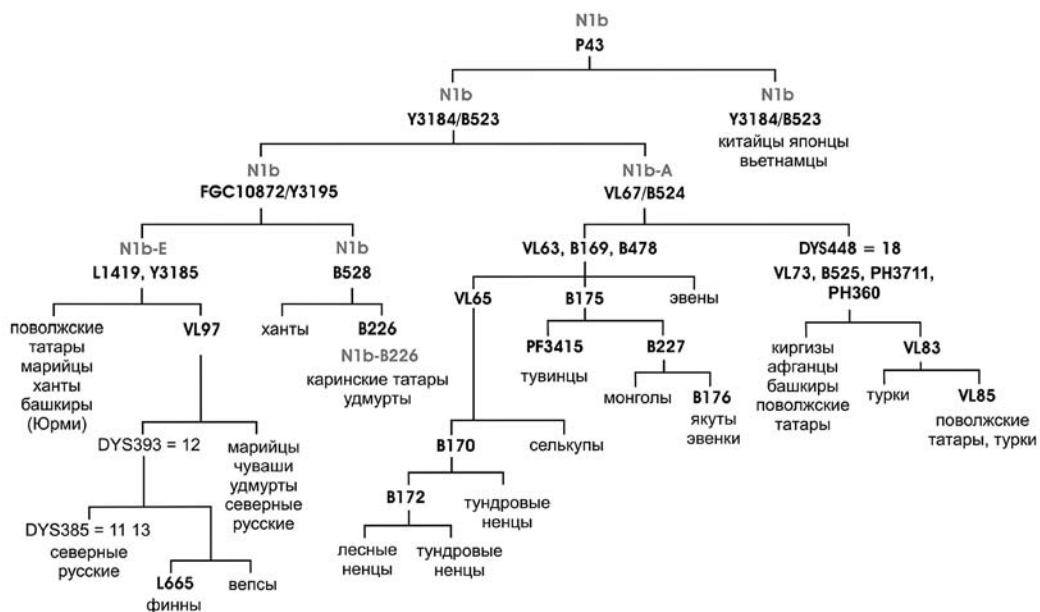 N1b
P43
N1b
Y3184/B523
N1b
Y3184/B523
китайцы японцы
вьетнамцы
N1b
FGC10872/Y3195
N1b-A
VL67/B524
N1b-E
L1419, Y3185
N1b
B528
VL63, B169, B478
DYS448 = 18
VL73, B525, PH3711,
PH360
поволжские
татары
марийцы
ханты
башкиры
(Юрми)
VL97
ханты
B226
N1b-B226
каринские татары
удмурты
VL65
B175
эвены
PF3415
тувинцы
B227
монголы
B176
якуты
эвенки
киргизы
афганцы
башкиры
поволжские
татары
VL83
турки
VL85
поволжские
татары, турки
DYS393 = 12
марийцы
чуваши
удмурты
северные
русские
B170
селькупы
B172
тундровые
ненцы
лесные
ненцы
тундровые
ненцы
DYS385 = 11 13
северные
русские
L665
финны
вепсы